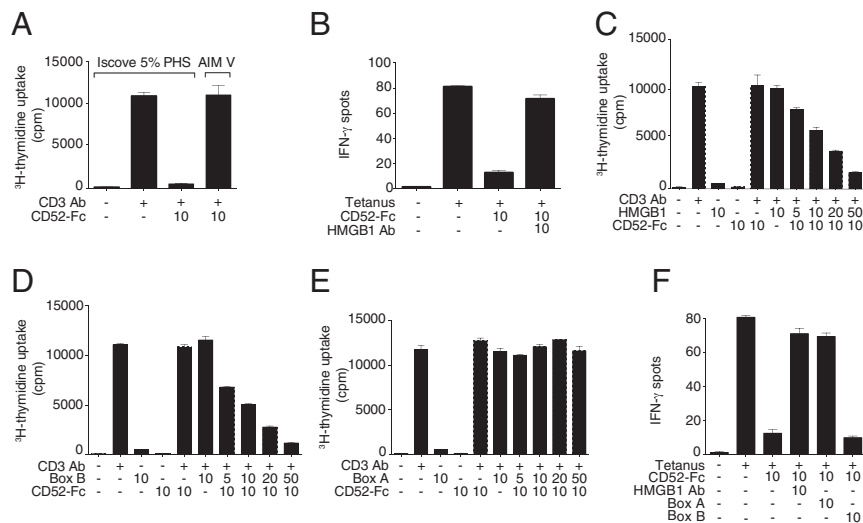 A
Iscove 5% PHS AIM V
15000
10000
5000
0
³H-thymidine uptake
(cpm)
CD3 Ab - + + +
CD52-Fc - - 10 10
B
100
80
60
40
20
0
IFN-γ spots
Tetanus - + + +
CD52-Fc - - 10 10
HMGB1 Ab - - - 10
C
15000
10000
5000
0
³H-thymidine uptake
(cpm)
CD3 Ab - + - - + + + + + +
HMGB1 - - 10 - - 10 5 10 20 50
CD52-Fc - - - 10 10 - 10 10 10 10
D
15000
10000
5000
0
³H-thymidine uptake
(cpm)
CD3 Ab - + - - + + + + + +
Box B - - 10 - - 10 5 10 20 50
CD52-Fc - - - 10 10 - 10 10 10 10
E
15000
10000
5000
0
³H-thymidine uptake
(cpm)
CD3 Ab - + - - + + + + + +
Box A - - 10 - - 10 5 10 20 50
CD52-Fc - - - 10 10 - 10 10 10 10
F
80
60
40
20
0
IFN-γ spots
Tetanus - + + + + +
CD52-Fc - - 10 10 10 10
HMGB1 Ab - - - 10 - -
Box A - - - - 10 -
Box B - - - - - 10